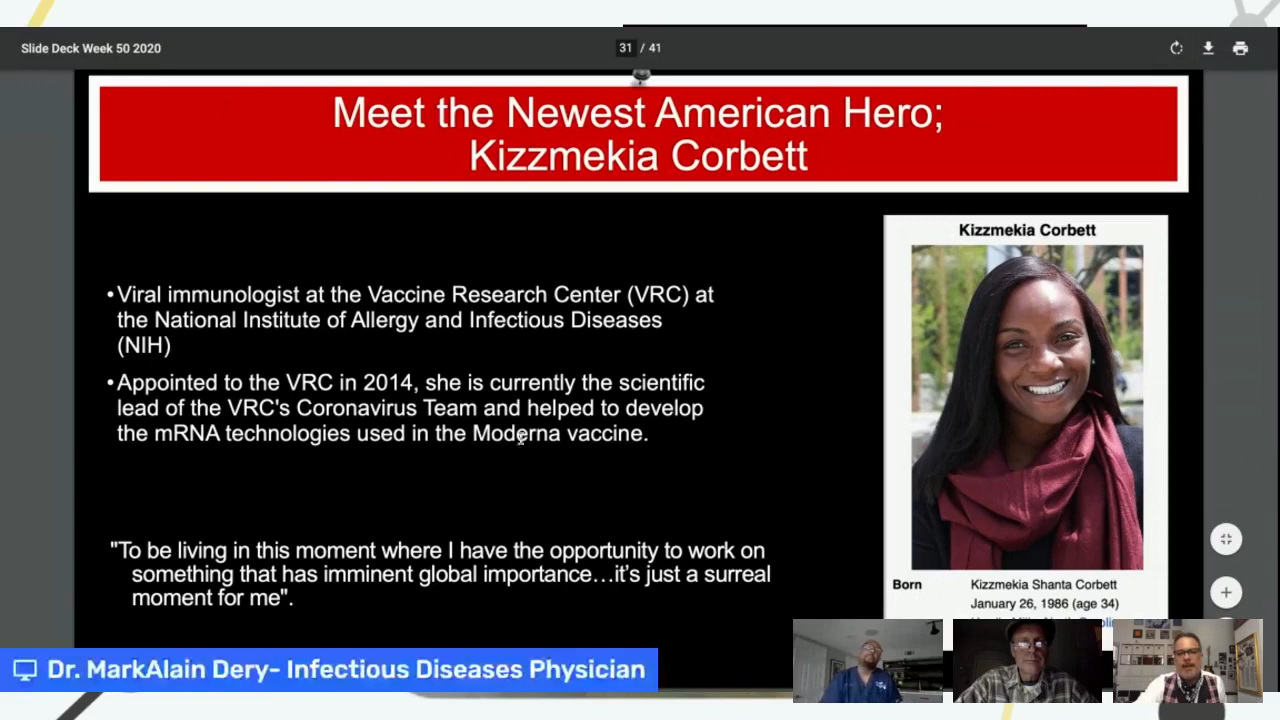 Slide Deck Week 50 2020
31 / 41
Meet the Newest American Hero;
Kizzmekia Corbett
•Viral immunologist at the Vaccine Research Center (VRC) at
the National Institute of Allergy and Infectious Diseases
(NIH)
•Appointed to the VRC in 2014, she is currently the scientific
lead of the VRC's Coronavirus Team and helped to develop
the mRNA technologies used in the Moderna vaccine.
"To be living in this moment where I have the opportunity to work on
something that has imminent global importance…it's just a surreal
moment for me".
Kizzmekia Corbett
Born Kizzmekia Shanta Corbett
January 26, 1986 (age 34)
Dr. MarkAlain Dery- Infectious Diseases Physician